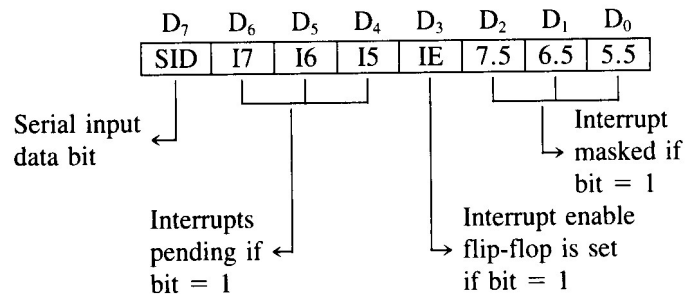 D7 D6 D5 D4 D3 D2 D1 D0
SID I7 I6 I5 IE 7.5 6.5 5.5
Serial input
data bit
Interrupt
masked if
bit = 1
Interrupts
pending if
bit = 1
Interrupt enable
flip-flop is set
if bit = 1